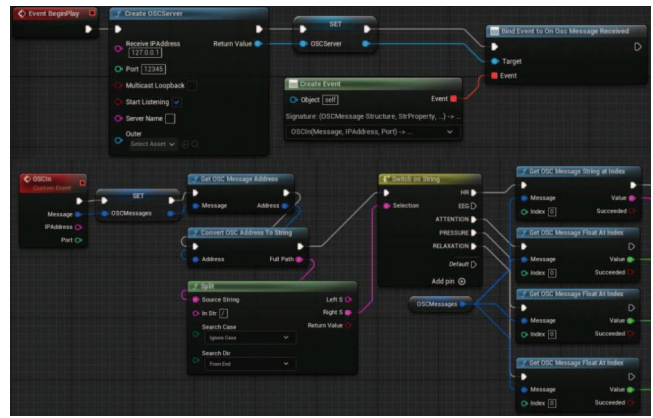 Event BeginPlay
Create OSCServer
Receive IPAddress
127.0.0.1
Return Value
Port 12345
Multicast Loopback
Start Listening
Server Name
Outer
Select Asset
SET
OSCServer
Bind Event to On Osc Message Received
Target
Event
Create Event
Object self
Event
Signature: (OSCMessage Structure, StrProperty, ...) -> ...
OSCIn(Message, IPAddress, Port) -> ...
OSCIn
Custom Event
Message
IPAddress
Port
SET
OSCMessages
Get OSC Message Address
Message
Address
Convert OSC Address To String
Address
Full Path
Split
Source String
Left S
In Str /
Right S
Search Case
Return Value
Ignore Case
Search Dir
From End
Switch on String
Selection
HR
EEG
ATTENTION
PRESSURE
RELAXATION
Default
Add pin
OSCMessages
Get OSC Message String at Index
Message
Value
Index 0
Succeeded
Get OSC Message Float At Index
Message
Value
Index 0
Succeeded
Get OSC Message Float At Index
Message
Value
Index 0
Succeeded
Get OSC Message Float At Index
Message
Value
Index 0
Succeeded